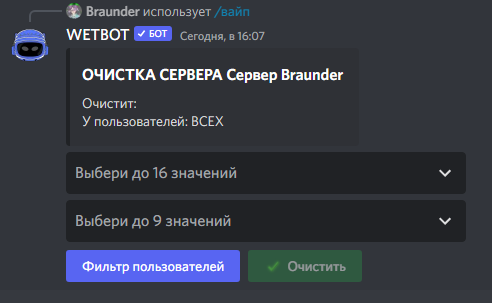 Braunder использует /вайп
WETBOT ✓ БОТ Сегодня, в 16:07
ОЧИСТКА СЕРВЕРА Сервер Braunder
Очистит:
У пользователей: ВСЕХ
Выбери до 16 значений
Выбери до 9 значений
Фильтр пользователей ✔ Очистить